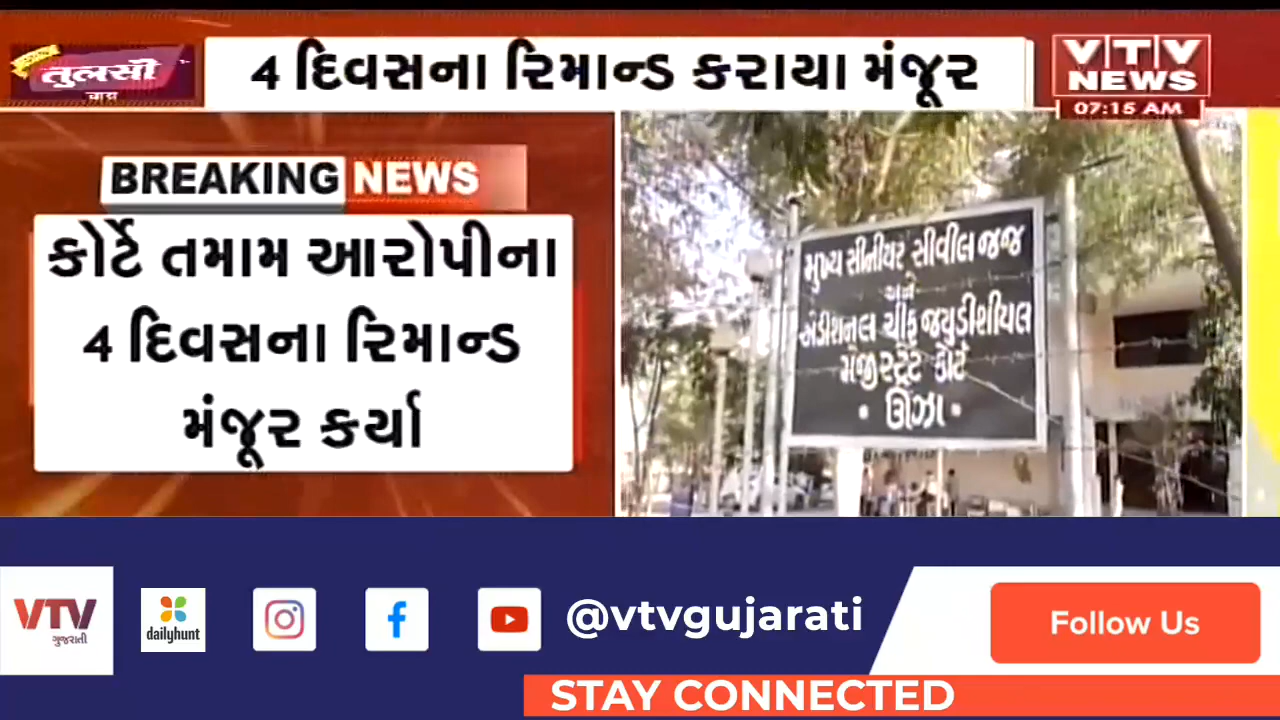 તુલસી
4 દિવસના રિમાન્ડ કરાયા મંજૂર
VTV
NEWS
07:15 AM
BREAKING NEWS
કોર્ટે તમામ આરોપીના
4 દિવસના રિમાન્ડ
મંજૂર કર્યા
મુખ્ય સીનીયર સીવીલ જજ
અને
એડીશનલ ચીફ જયુડીશીયલ
મેજીસ્ટ્રેટ કોર્ટ
• ઊંઝા •
VTV
ગુજરાતી
dailyhunt
@vtvgujarati
Follow Us
STAY CONNECTED